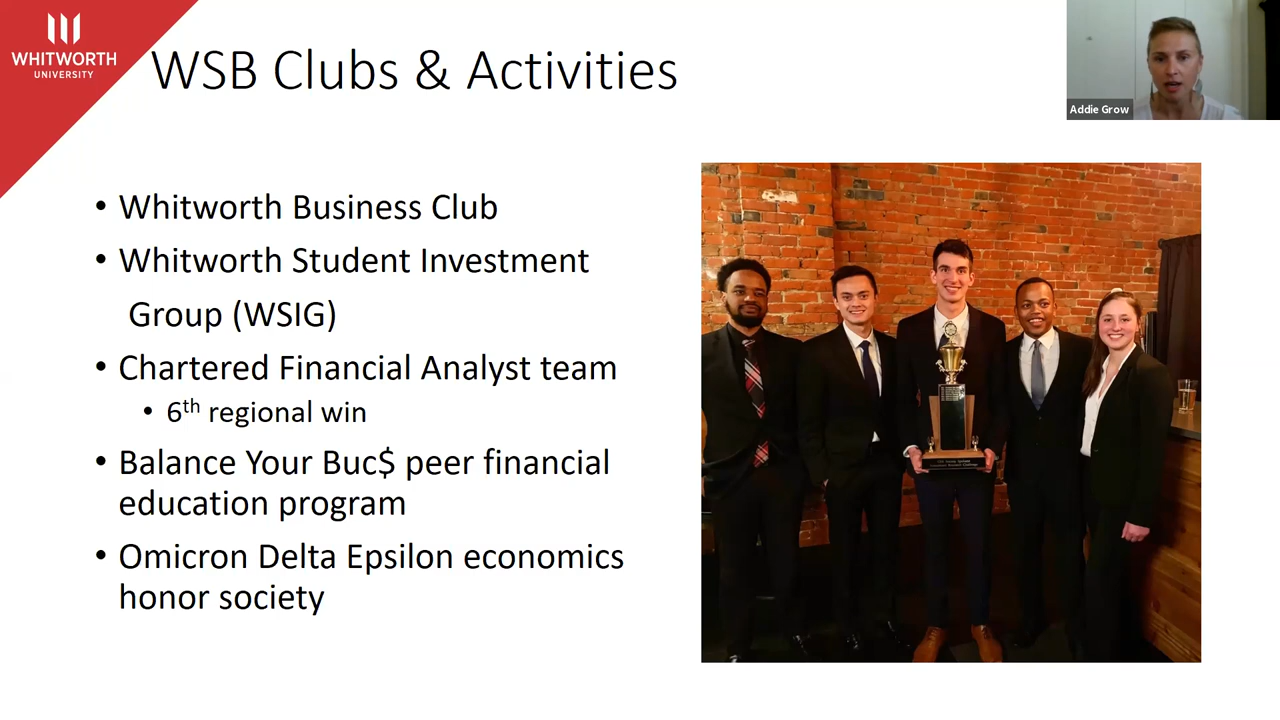 WHITWORTH
UNIVERSITY
WSB Clubs & Activities
Addie Grow
• Whitworth Business Club
• Whitworth Student Investment
Group (WSIG)
• Chartered Financial Analyst team
• 6th regional win
• Balance Your Buc$ peer financial
education program
• Omicron Delta Epsilon economics
honor society